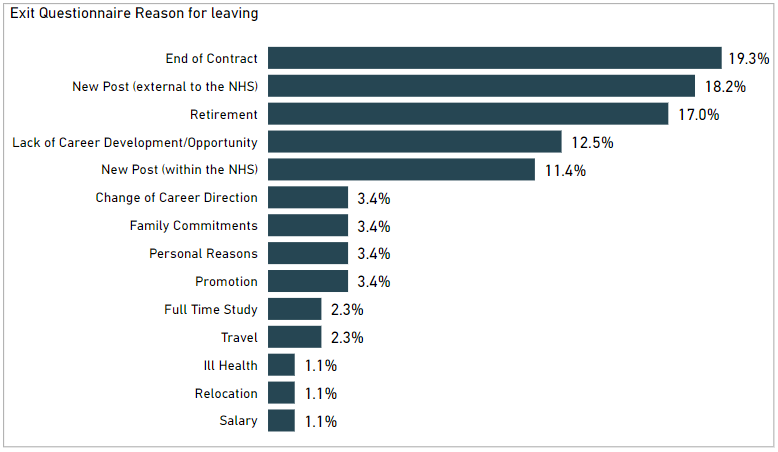 Exit Questionnaire Reason for leaving
End of Contract 19.3%
New Post (external to the NHS) 18.2%
Retirement 17.0%
Lack of Career Development/Opportunity 12.5%
New Post (within the NHS) 11.4%
Change of Career Direction 3.4%
Family Commitments 3.4%
Personal Reasons 3.4%
Promotion 3.4%
Full Time Study 2.3%
Travel 2.3%
Ill Health 1.1%
Relocation 1.1%
Salary 1.1%